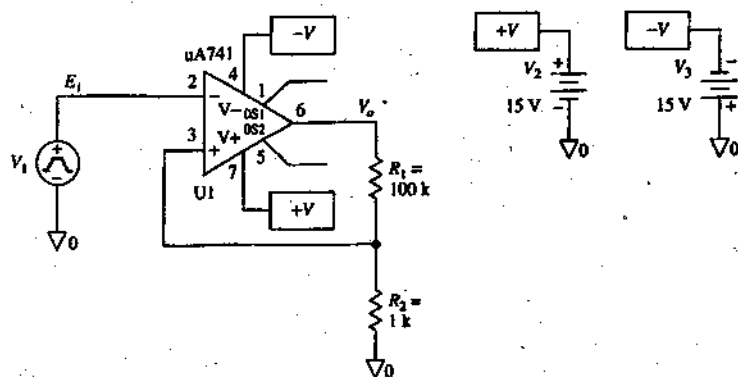 −V
uA741
4
1
E_i
2
−
V−
OS1
6
V_o
3
+
V+
OS2
5
7
U1
V_1
+
−
0
+V
R_1 =
100 k
R_2 =
1 k
0
+V
V_2
+
15 V
−
0
−V
V_3
−
15 V
+
0